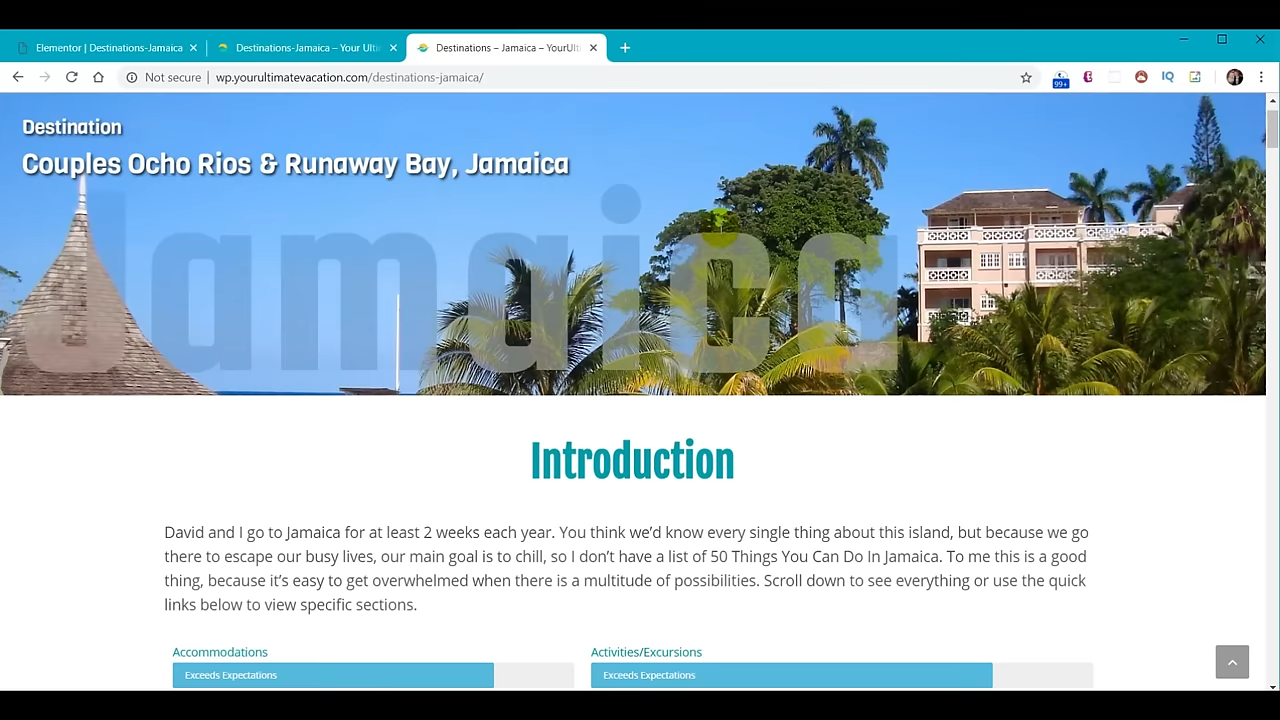 Elementor | Destinations-Jamaica
Destinations-Jamaica – Your Ulti
Destinations – Jamaica – YourUlt
Not secure | wp.yourultimatevacation.com/destinations-jamaica/
99+
IQ
Destination
Couples Ocho Rios & Runaway Bay, Jamaica
Jamaica
Introduction
David and I go to Jamaica for at least 2 weeks each year. You think we’d know every single thing about this island, but because we go
there to escape our busy lives, our main goal is to chill, so I don’t have a list of 50 Things You Can Do In Jamaica. To me this is a good
thing, because it’s easy to get overwhelmed when there is a multitude of possibilities. Scroll down to see everything or use the quick
links below to view specific sections.
Accommodations
Activities/Excursions
Exceeds Expectations
Exceeds Expectations